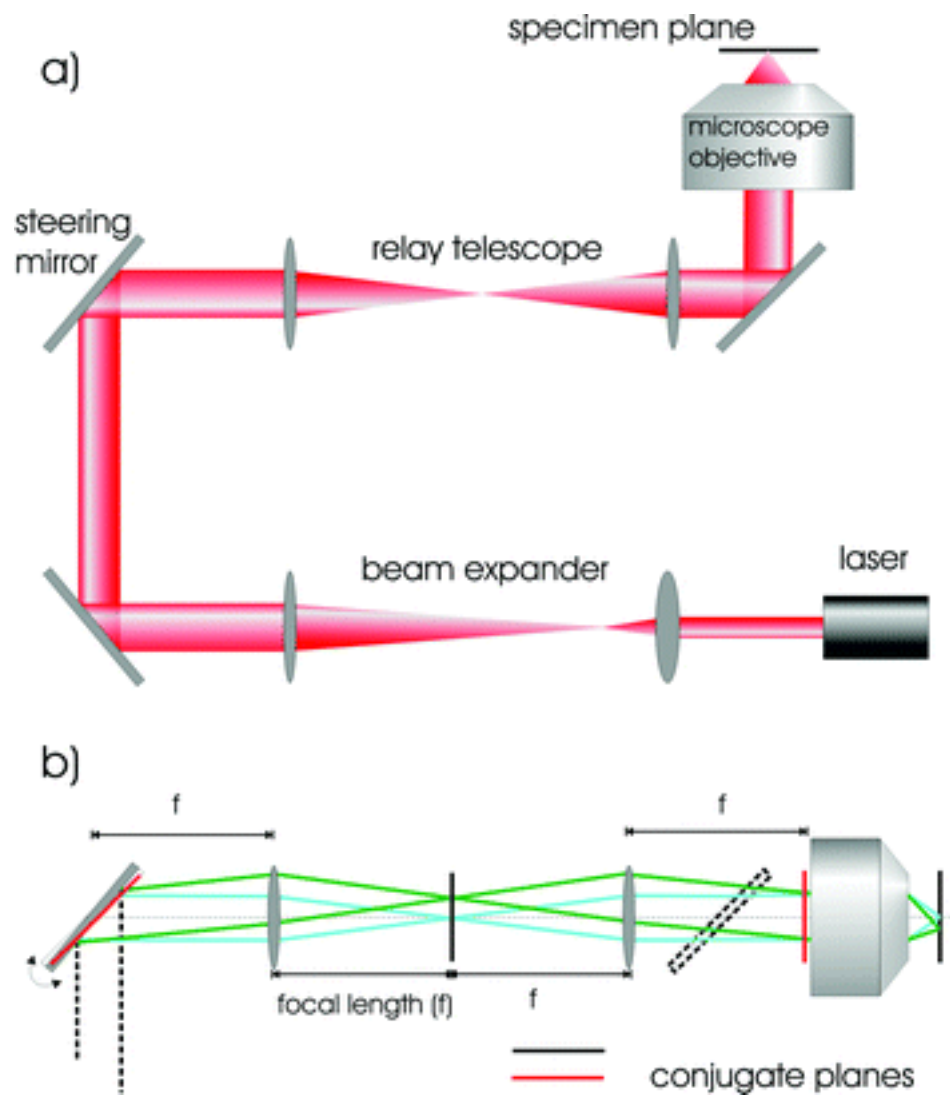 a)
specimen plane
microscope
objective
steering
mirror
relay telescope
beam expander
laser
b)
f
f
focal length (f)
f
conjugate planes